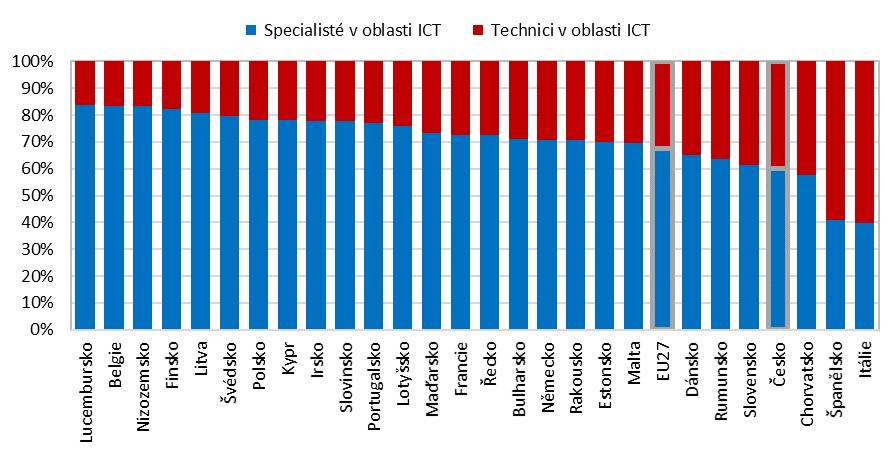 Specialisté v oblasti ICT Technici v oblasti ICT
100%
90%
80%
70%
60%
50%
40%
30%
20%
10%
0%
Lucembursko
Belgie
Nizozemsko
Finsko
Litva
Švédsko
Polsko
Kypr
Irsko
Slovinsko
Portugalsko
Lotyšsko
Maďarsko
Francie
Řecko
Bulharsko
Německo
Rakousko
Estonsko
Malta
EU27
Dánsko
Rumunsko
Slovensko
Česko
Chorvatsko
Španělsko
Itálie